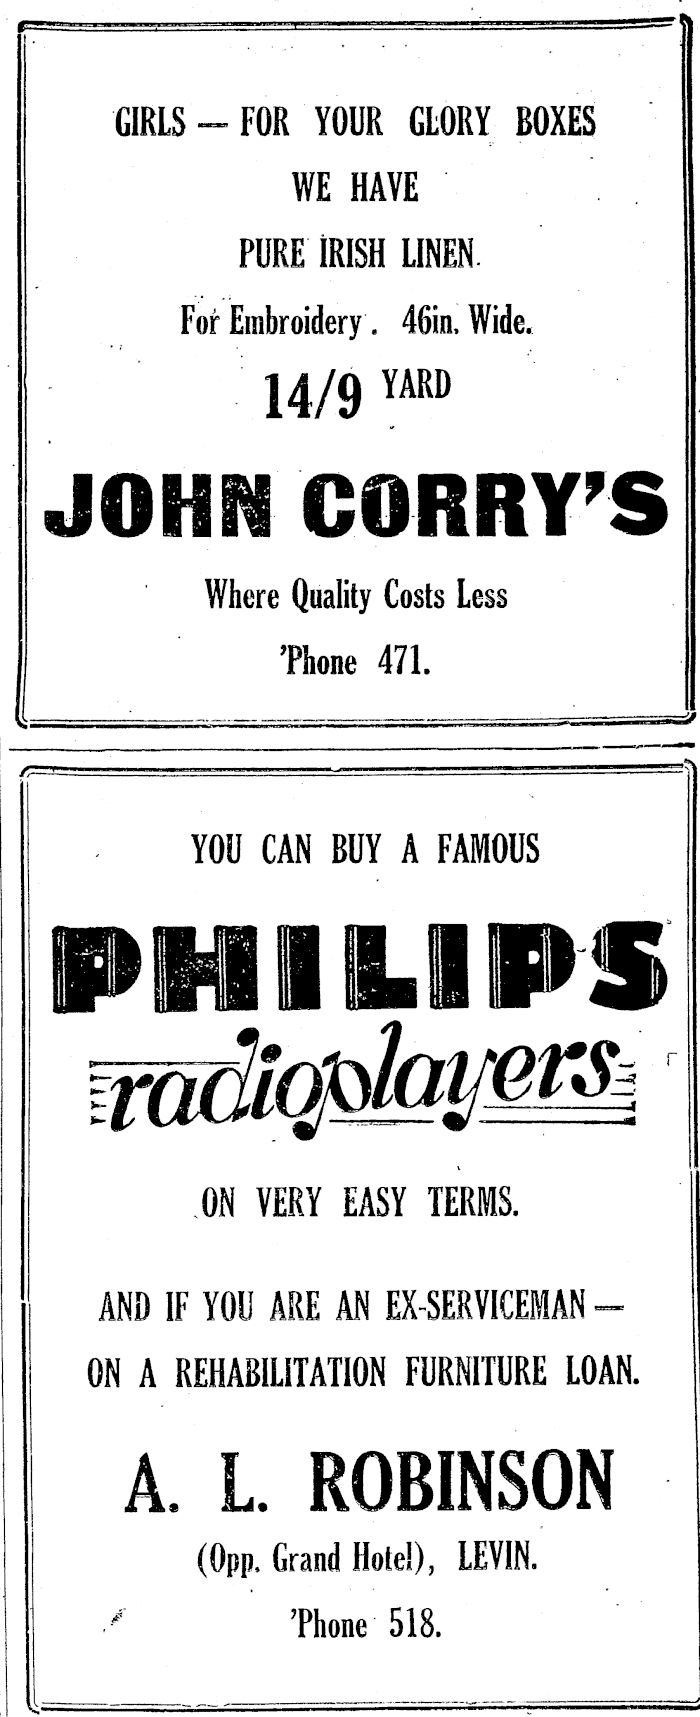 GIRLS — FOR YOUR GLORY BOXES
WE HAVE
PURE IRISH LINEN.
For Embroidery. 46in. Wide.
14/9 YARD
JOHN CORRY'S
Where Quality Costs Less
'Phone 471.
YOU CAN BUY A FAMOUS
PHILIPS
radioplayers
ON VERY EASY TERMS.
AND IF YOU ARE AN EX-SERVICEMAN —
ON A REHABILITATION FURNITURE LOAN.
A. L. ROBINSON
(Opp. Grand Hotel), LEVIN.
'Phone 518.